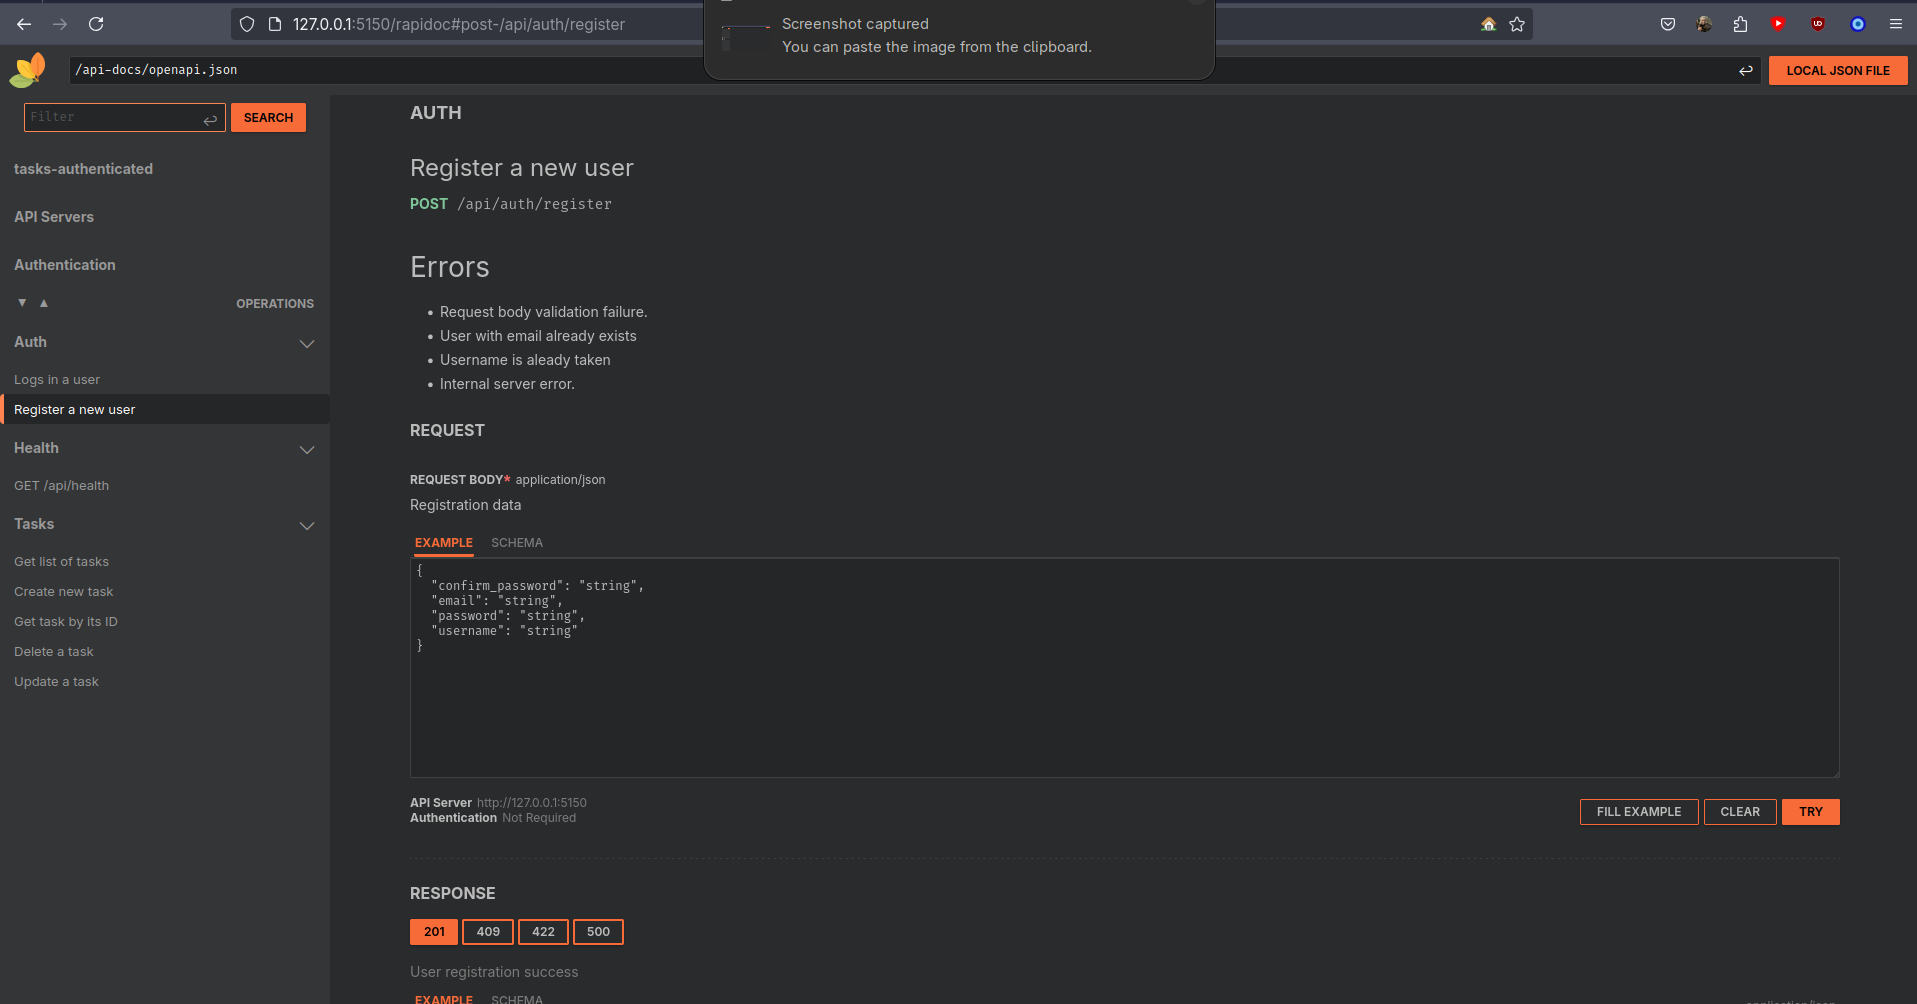 127.0.0.1:5150/rapidoc#post-/api/auth/register
Screenshot captured
You can paste the image from the clipboard.
/api-docs/openapi.json
LOCAL JSON FILE
Filter
SEARCH
tasks-authenticated
API Servers
Authentication
OPERATIONS
Auth
Logs in a user
Register a new user
Health
GET /api/health
Tasks
Get list of tasks
Create new task
Get task by its ID
Delete a task
Update a task
AUTH
Register a new user
POST /api/auth/register
Errors
• Request body validation failure.
• User with email already exists
• Username is aleady taken
• Internal server error.
REQUEST
REQUEST BODY* application/json
Registration data
EXAMPLE SCHEMA
{
"confirm_password": "string",
"email": "string",
"password": "string",
"username": "string"
}
API Server http://127.0.0.1:5150
Authentication Not Required
FILL EXAMPLE CLEAR TRY
RESPONSE
201 409 422 500
User registration success
EXAMPLE SCHEMA
application/json